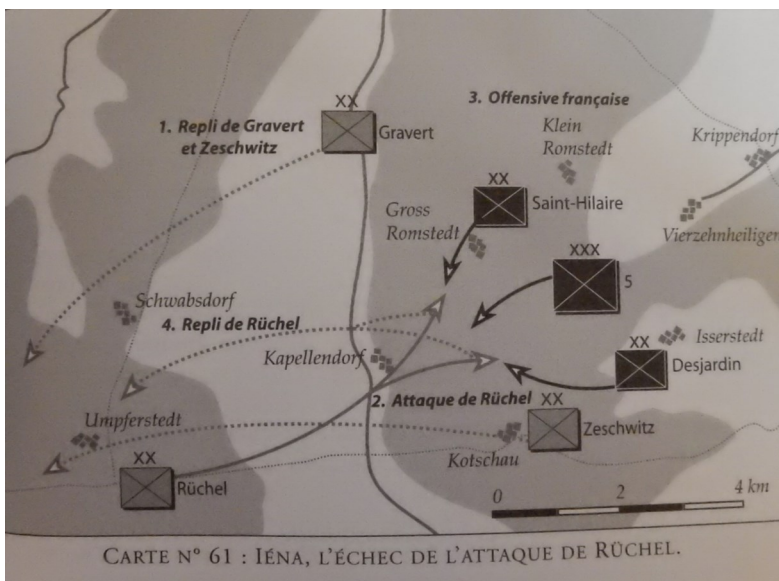 XX
1. Repli de Gravert
et Zeschwitz
Gravert
3. Offensive française
Klein
Romstedt
Krippendorf
XX
Saint-Hilaire
Gross
Romstedt
Vierzehnheiligen
XXX
5
Schwabsdorf
4. Repli de Rüchel
Kapellendorf
XX
Isserstedt
Desjardin
2. Attaque de Rüchel
XX
Zeschwitz
Umpferstedt
Kotschau
XX
Rüchel
0 2 4 km
CARTE N° 61 : IÉNA, L'ÉCHEC DE L'ATTAQUE DE RÜCHEL.